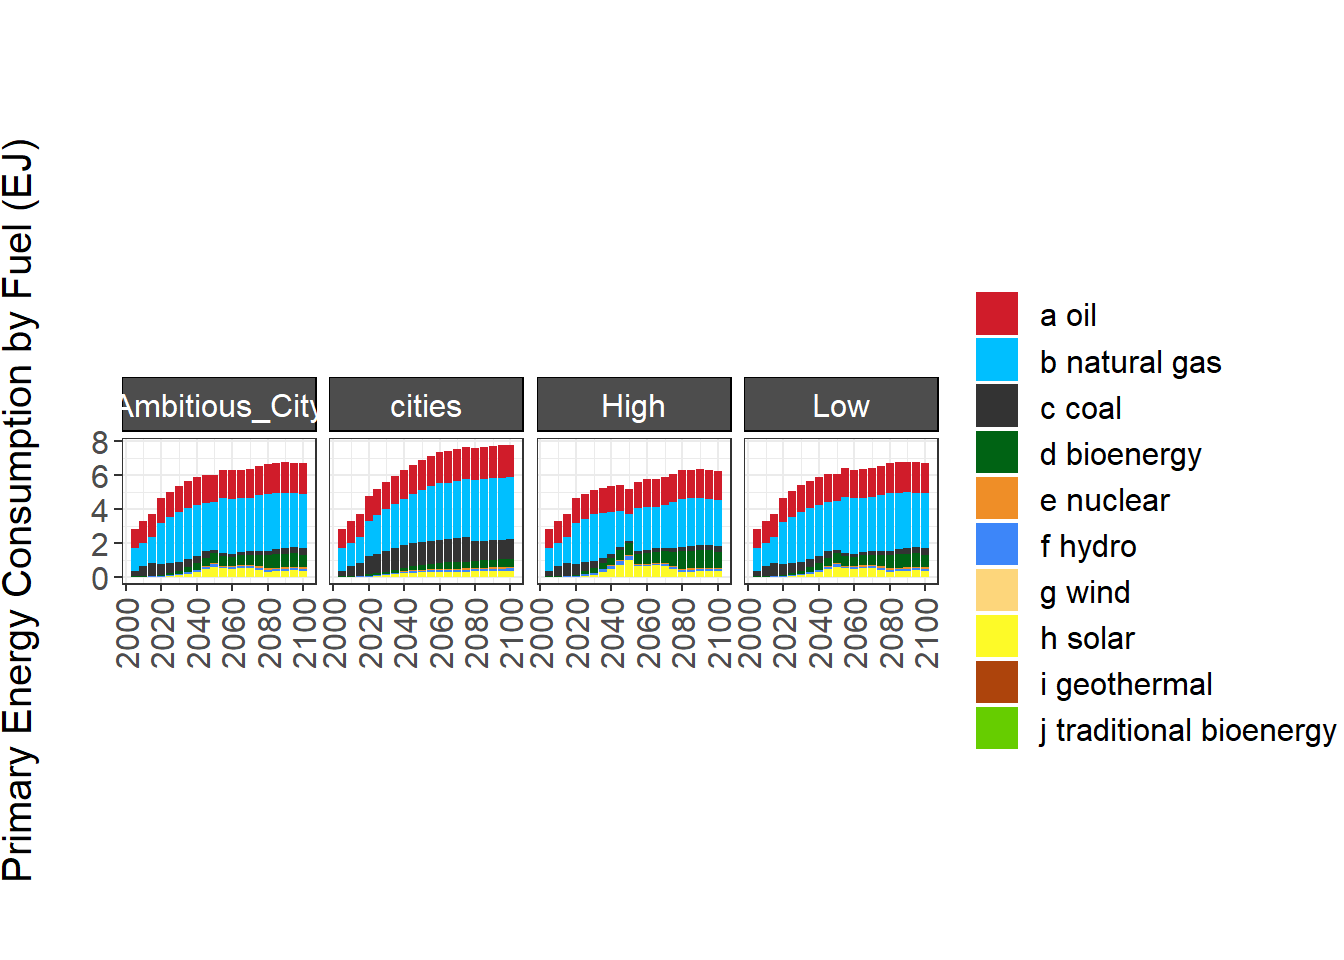 Primary Energy Consumption by Fuel (EJ)
Ambitious_City
cities
High
Low
8
6
4
2
0
2000
2020
2040
2060
2080
2100
2000
2020
2040
2060
2080
2100
2000
2020
2040
2060
2080
2100
2000
2020
2040
2060
2080
2100
a oil
b natural gas
c coal
d bioenergy
e nuclear
f hydro
g wind
h solar
i geothermal
j traditional bioenergy